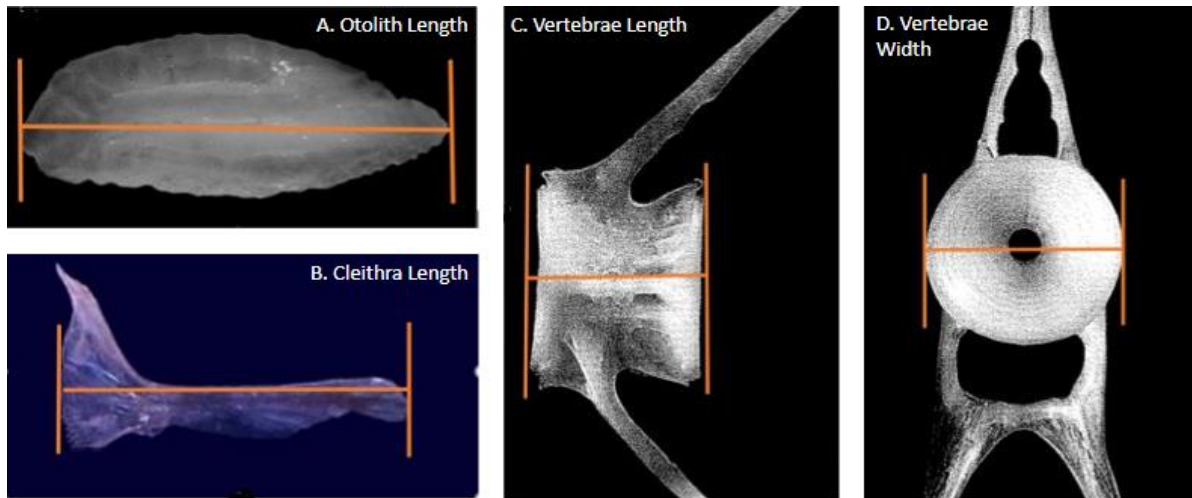 A. Otolith Length
B. Cleithra Length
C. Vertebrae Length
D. Vertebrae
Width